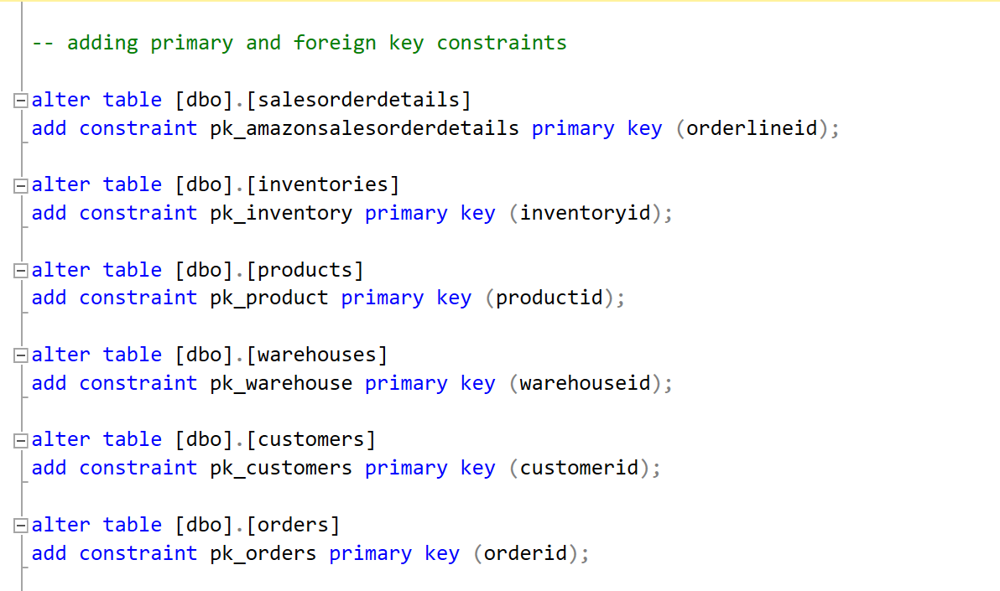 -- adding primary and foreign key constraints
alter table [dbo].[salesorderdetails]
add constraint pk_amazonsalesorderdetails primary key (orderlineid);
alter table [dbo].[inventories]
add constraint pk_inventory primary key (inventoryid);
alter table [dbo].[products]
add constraint pk_product primary key (productid);
alter table [dbo].[warehouses]
add constraint pk_warehouse primary key (warehouseid);
alter table [dbo].[customers]
add constraint pk_customers primary key (customerid);
alter table [dbo].[orders]
add constraint pk_orders primary key (orderid);